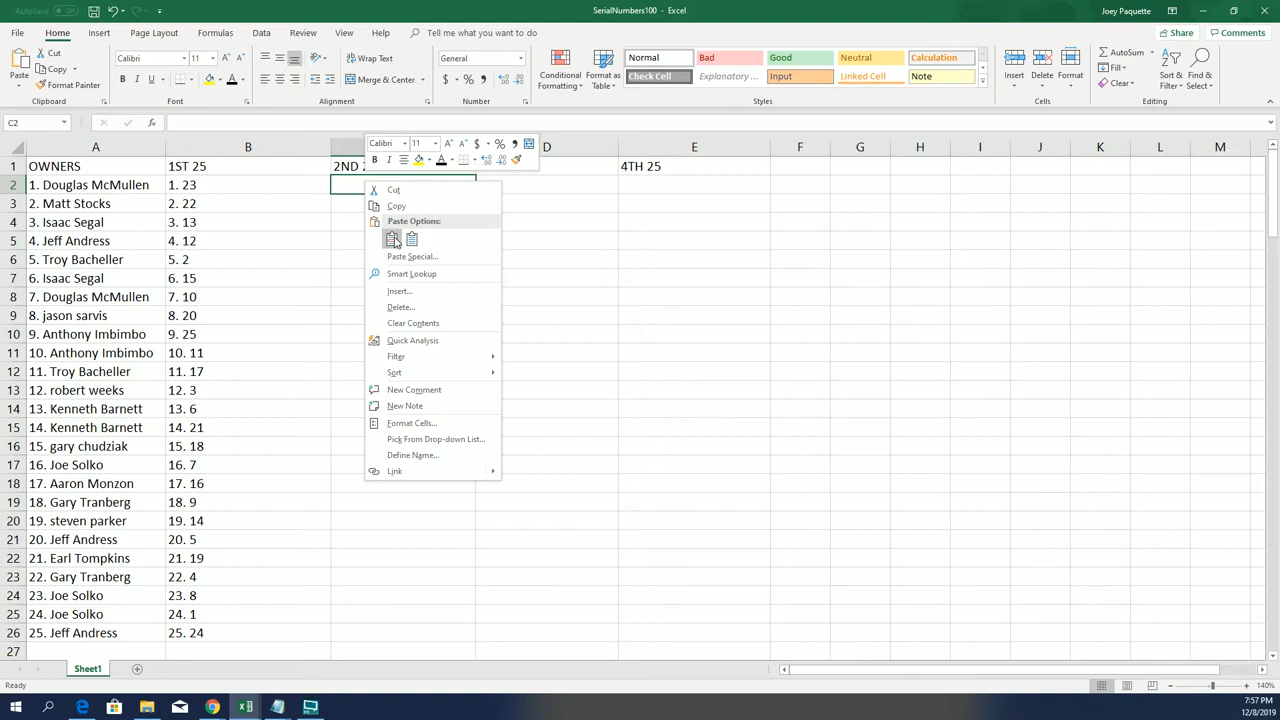 AutoSave Off
SerialNumbers100 - Excel
Joey Paquette
File Home Insert Page Layout Formulas Data Review View Help Tell me what you want to do
Share Comments
Paste
Cut
Copy
Format Painter
Clipboard
Calibri 11
B I U
Font
Wrap Text
Merge & Center
Alignment
General
$ % ,
Number
Conditional Formatting
Format as Table
Normal Bad Good Neutral Calculation
Check Cell Explanatory ... Input Linked Cell Note
Styles
Insert Delete Format
Cells
AutoSum
Fill
Clear
Sort & Filter
Find & Select
Editing
C2
fx
Calibri 11 A A $ % ,
B I A
A B D E F G H I J K L M
1 OWNERS 1ST 25 2ND 2 4TH 25
2 1. Douglas McMullen 1. 23
3 2. Matt Stocks 2. 22
4 3. Isaac Segal 3. 13
5 4. Jeff Andress 4. 12
6 5. Troy Bacheller 5. 2
7 6. Isaac Segal 6. 15
8 7. Douglas McMullen 7. 10
9 8. jason sarvis 8. 20
10 9. Anthony Imbimbo 9. 25
11 10. Anthony Imbimbo 10. 11
12 11. Troy Bacheller 11. 17
13 12. robert weeks 12. 3
14 13. Kenneth Barnett 13. 6
15 14. Kenneth Barnett 14. 21
16 15. gary chudziak 15. 18
17 16. Joe Solko 16. 7
18 17. Aaron Monzon 17. 16
19 18. Gary Tranberg 18. 9
20 19. steven parker 19. 14
21 20. Jeff Andress 20. 5
22 21. Earl Tompkins 21. 19
23 22. Gary Tranberg 22. 4
24 23. Joe Solko 23. 8
25 24. Joe Solko 24. 1
26 25. Jeff Andress 25. 24
27
Cut
Copy
Paste Options:
Paste Special...
Smart Lookup
Insert...
Delete...
Clear Contents
Quick Analysis
Filter
Sort
New Comment
New Note
Format Cells...
Pick From Drop-down List...
Define Name...
Link
Sheet1
Ready
140%
7:57 PM
12/8/2019